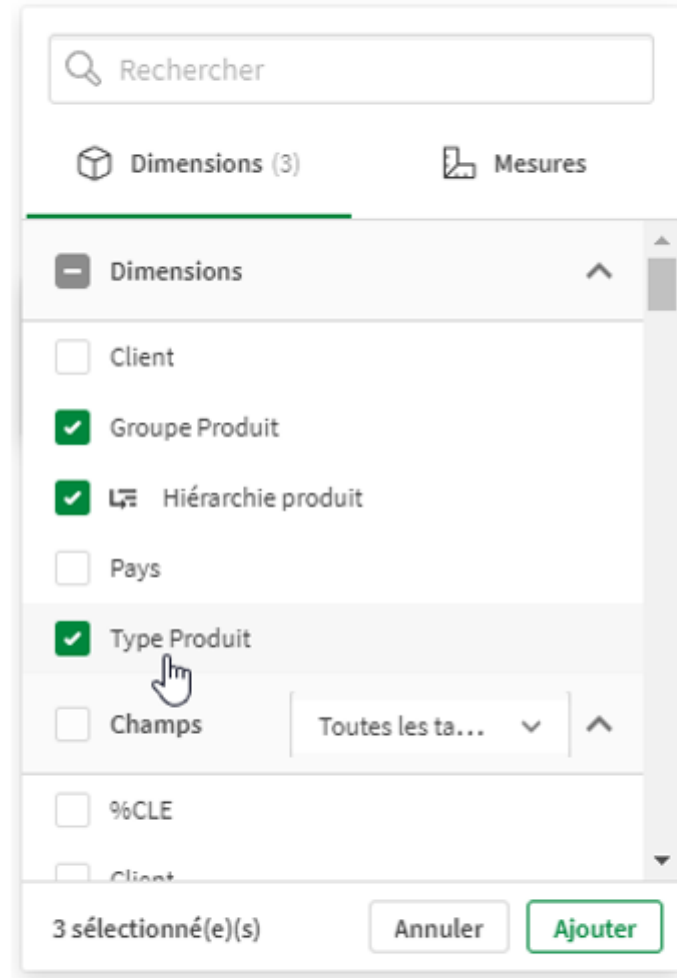 Rechercher
Dimensions (3) Mesures
Dimensions
Client
Groupe Produit
Hiérarchie produit
Pays
Type Produit
Champs Toutes les ta...
%CLE
Client
3 sélectionné(e)(s) Annuler Ajouter